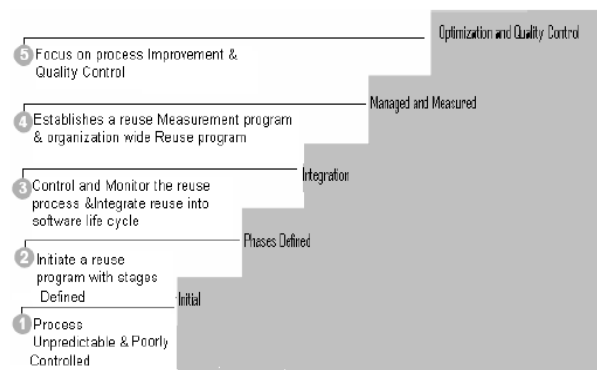 Optimization and Quality Control
5 Focus on process Improvement &
Quality Control
Managed and Measured
4 Establishes a reuse Measurement program
& organization wide Reuse program
Integration
3 Control and Monitor the reuse
process &Integrate reuse into
software life cycle
Phases Defined
2 Initiate a reuse
program with stages
Defined
Initial
1 Process
Unpredictable & Poorly
Controlled